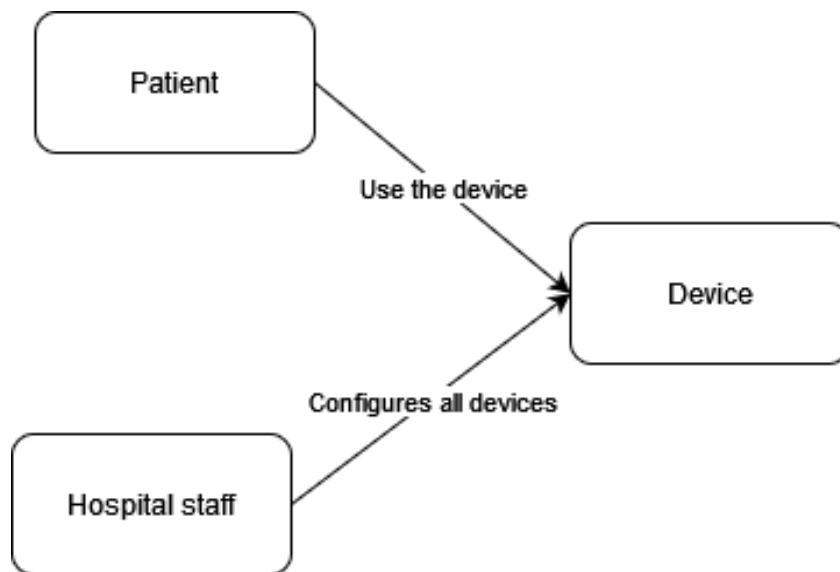 Patient
Use the device
Device
Configures all devices
Hospital staff